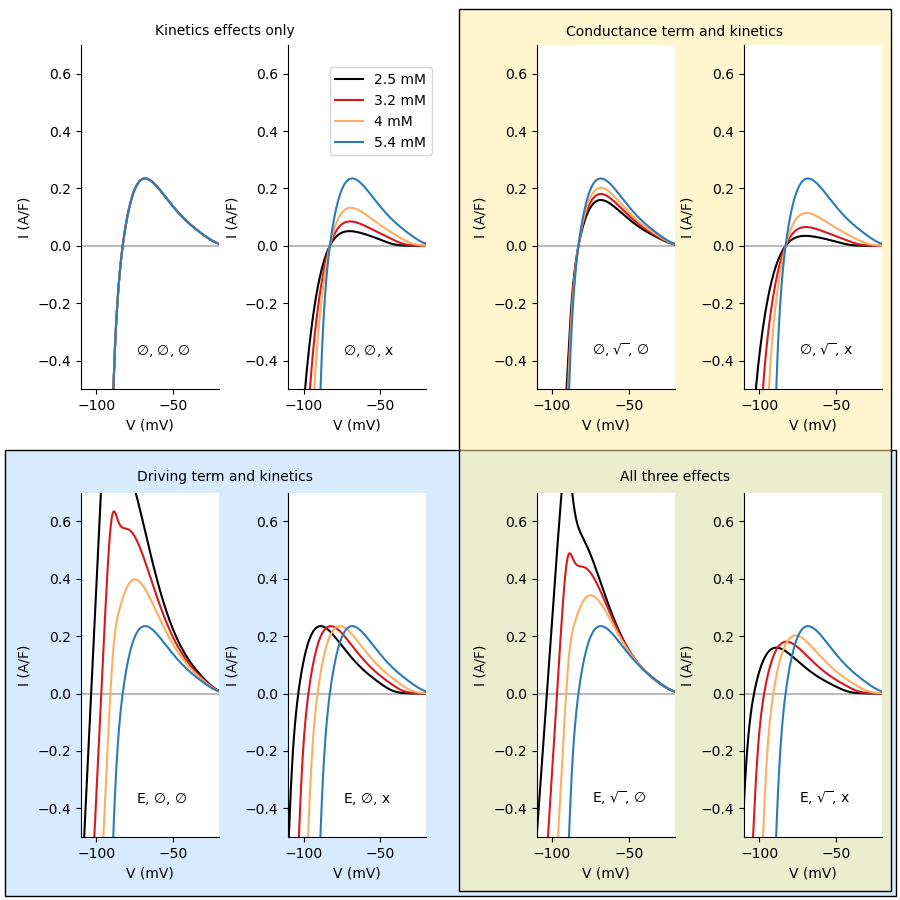 Kinetics effects only
Conductance term and kinetics
0.6
0.4
0.2
0.0
−0.2
−0.4
I (A/F)
∅, ∅, ∅
−100
−50
V (mV)
2.5 mM
3.2 mM
4 mM
5.4 mM
0.6
0.4
0.2
0.0
−0.2
−0.4
I (A/F)
∅, ∅, x
−100
−50
V (mV)
0.6
0.4
0.2
0.0
−0.2
−0.4
I (A/F)
∅, √‾, ∅
−100
−50
V (mV)
0.6
0.4
0.2
0.0
−0.2
−0.4
I (A/F)
∅, √‾, x
−100
−50
V (mV)
Driving term and kinetics
All three effects
0.6
0.4
0.2
0.0
−0.2
−0.4
I (A/F)
E, ∅, ∅
−100
−50
V (mV)
0.6
0.4
0.2
0.0
−0.2
−0.4
I (A/F)
E, ∅, x
−100
−50
V (mV)
0.6
0.4
0.2
0.0
−0.2
−0.4
I (A/F)
E, √‾, ∅
−100
−50
V (mV)
0.6
0.4
0.2
0.0
−0.2
−0.4
I (A/F)
E, √‾, x
−100
−50
V (mV)